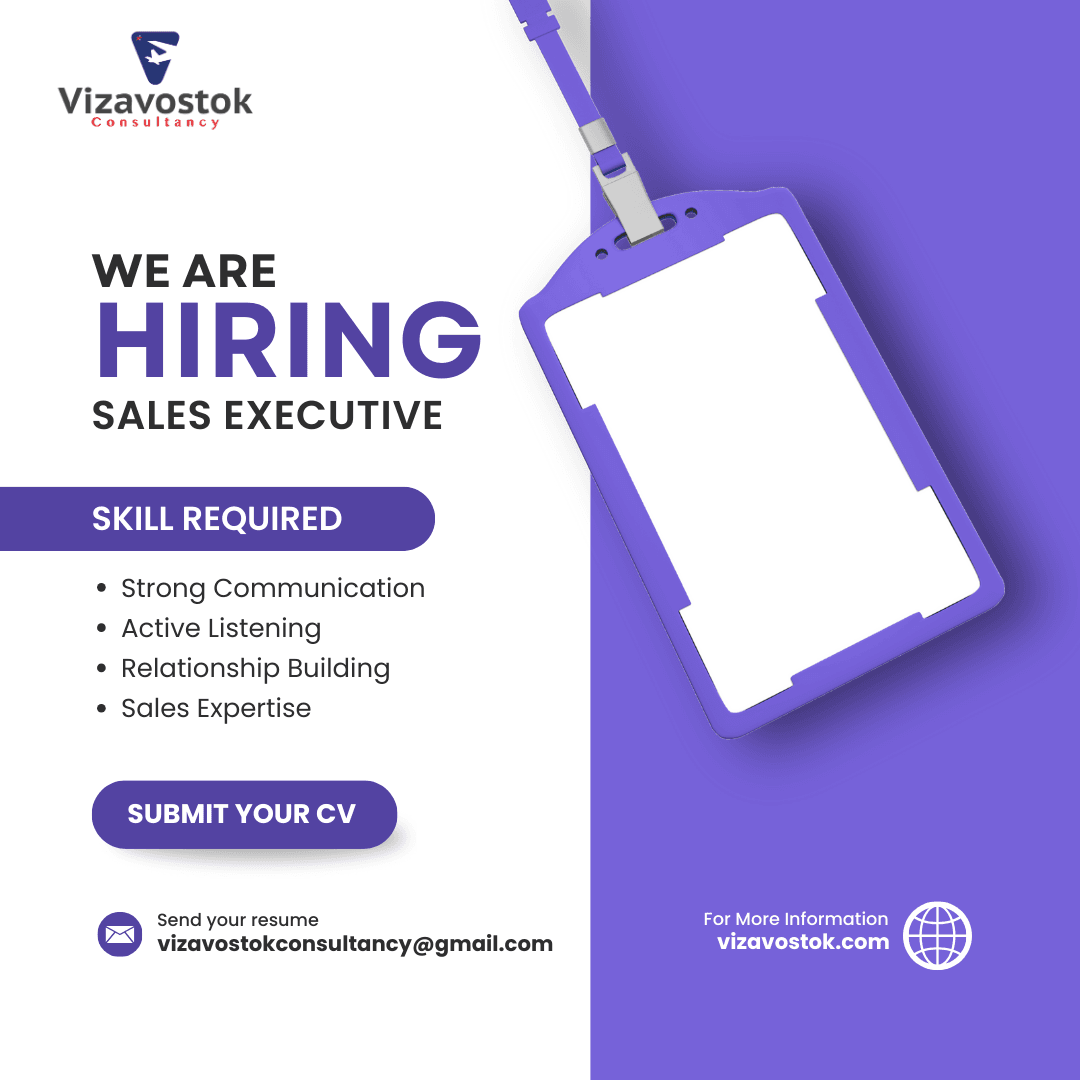 Vizavostok
Consultancy
WE ARE
HIRING
SALES EXECUTIVE
SKILL REQUIRED
• Strong Communication
• Active Listening
• Relationship Building
• Sales Expertise
SUBMIT YOUR CV
Send your resume
vizavostokconsultancy@gmail.com
For More Information
vizavostok.com